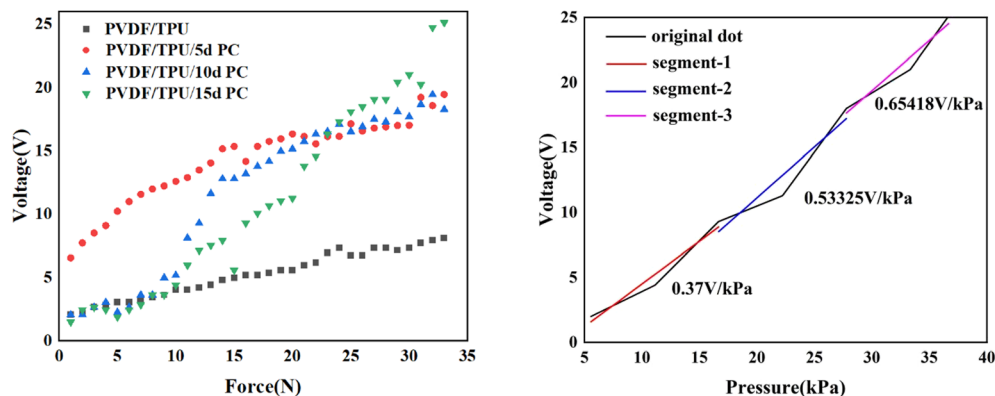 25
20
15
10
5
0
Voltage(V)
PVDF/TPU
PVDF/TPU/5d PC
PVDF/TPU/10d PC
PVDF/TPU/15d PC
0 5 10 15 20 25 30 35
Force(N)
25
20
15
10
5
0
Voltage(V)
original dot
segment-1
segment-2
segment-3
0.65418V/kPa
0.53325V/kPa
0.37V/kPa
5 10 15 20 25 30 35 40
Pressure(kPa)